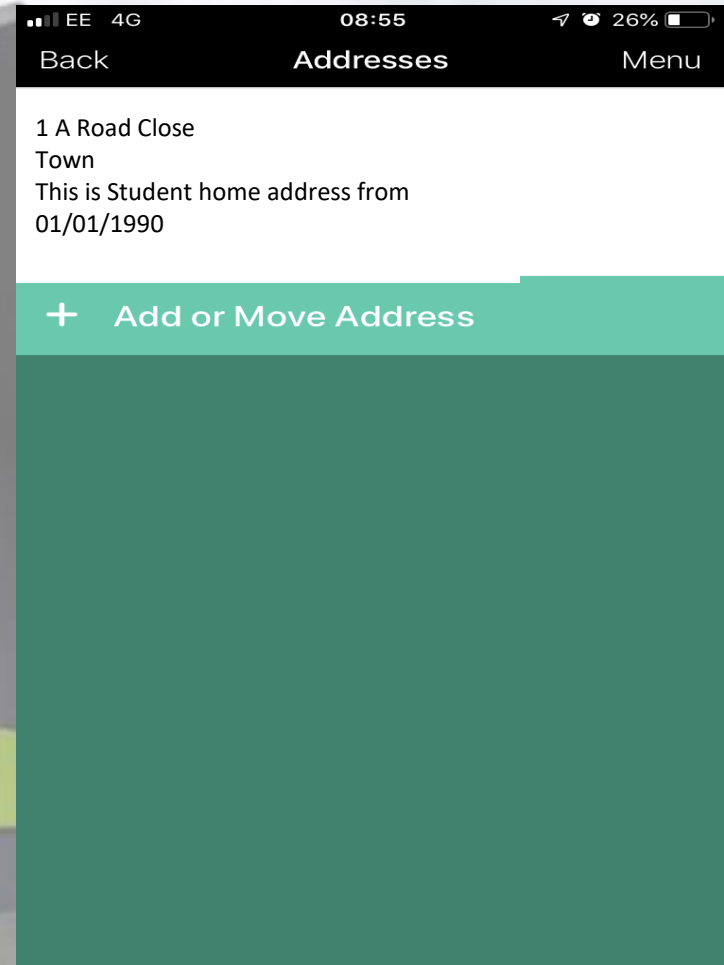 EE 4G 08:55 26%
Back Addresses Menu
1 A Road Close
Town
This is Student home address from
01/01/1990
+ Add or Move Address